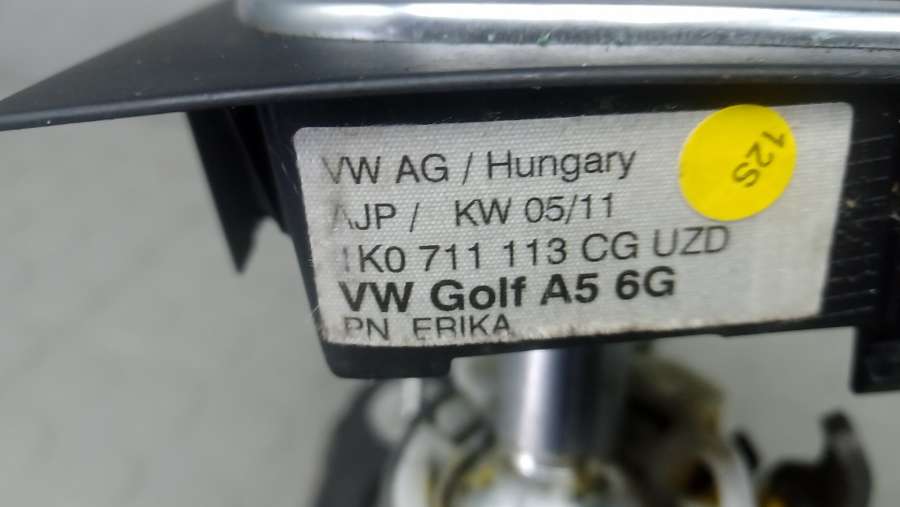 VW AG / Hungary
AJP / KW 05/11
1K0 711 113 CG UZD
VW Golf A5 6G
PN ERIKA
12S